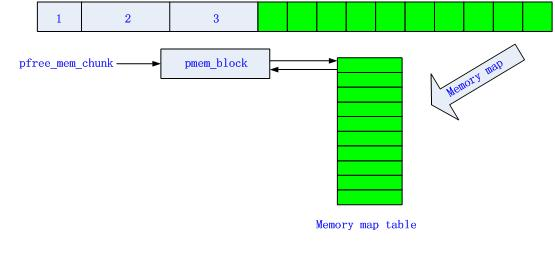 1 2 3
pfree_mem_chunk pmem_block
Memory map
Memory map table